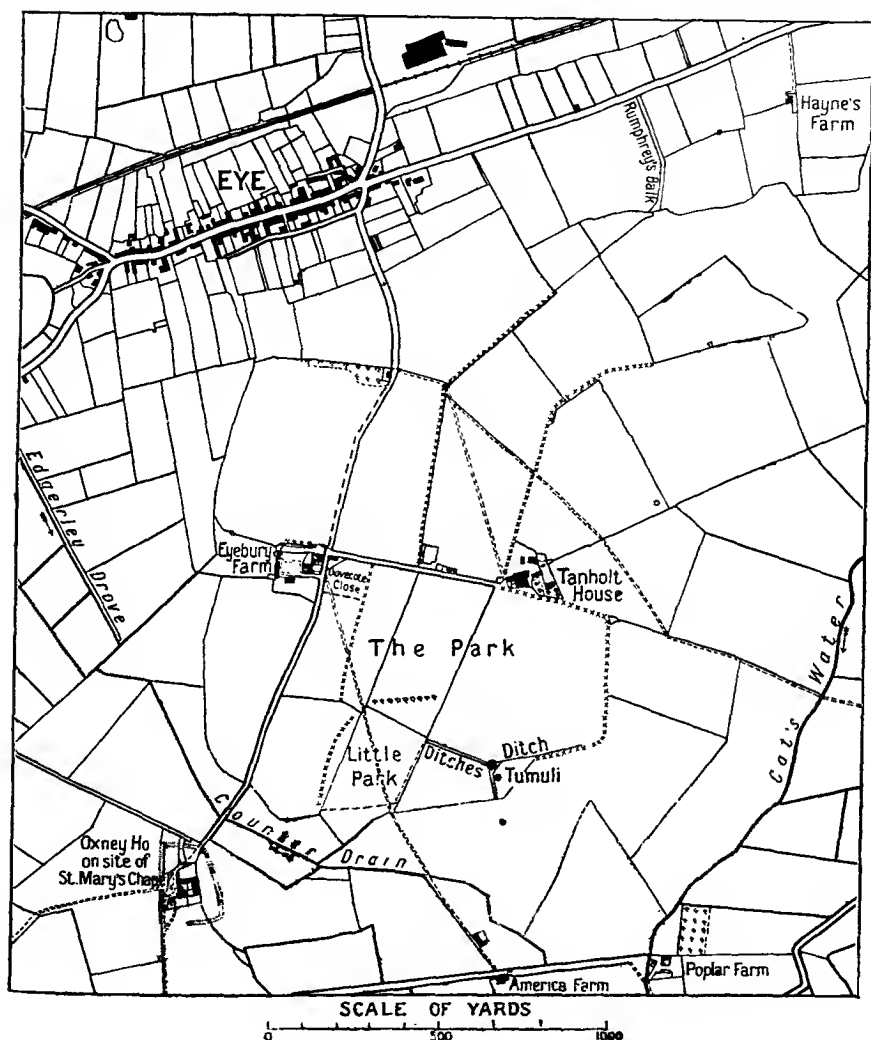 Hayne's
Farm
Rumphrey's Balk
EYE
Edgerley Drove
Eyebury
Farm
Dovecote
Close
Tanholt
House
The Park
Cat's Water
Ditch
Ditches
Tumuli
Little
Park
Counter Drain
Oxney Ho
on site of
St. Mary's Chapel
Poplar Farm
America Farm
SCALE OF YARDS
0 500 1000